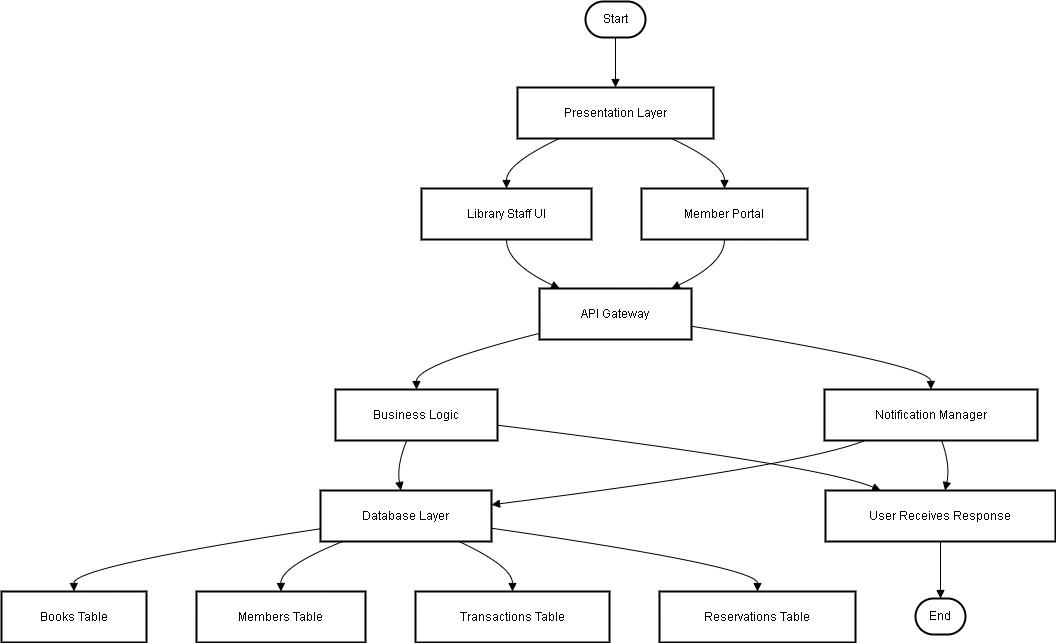 Start
Presentation Layer
Library Staff UI
Member Portal
API Gateway
Business Logic
Notification Manager
Database Layer
User Receives Response
Books Table
Members Table
Transactions Table
Reservations Table
End